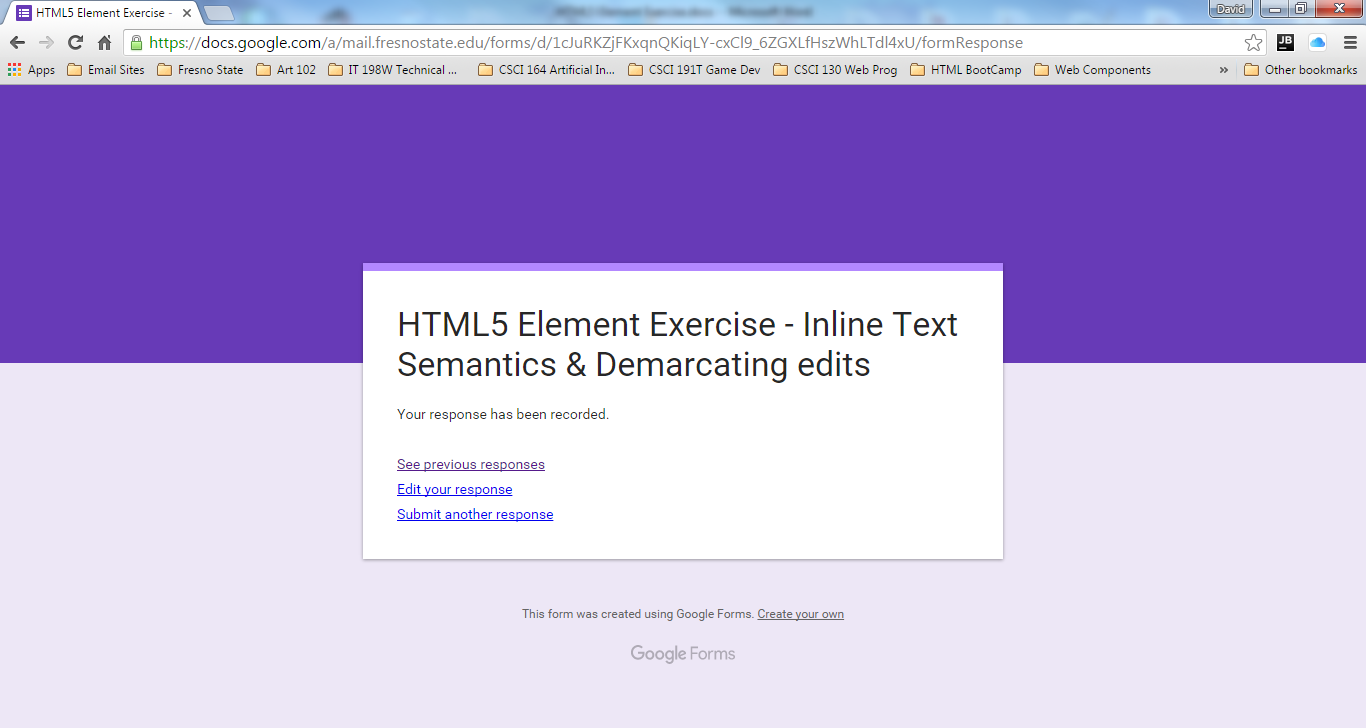 HTML5 Element Exercise -
David
https://docs.google.com/a/mail.fresnostate.edu/forms/d/1cJuRKZjFKxqnQKiqLY-cxCl9_6ZGXLfHszWhLTdl4xU/formResponse
JB
Apps Email Sites Fresno State Art 102 IT 198W Technical ... CSCI 164 Artificial In... CSCI 191T Game Dev CSCI 130 Web Prog HTML BootCamp Web Components » Other bookmarks
HTML5 Element Exercise - Inline Text
Semantics & Demarcating edits
Your response has been recorded.
See previous responses
Edit your response
Submit another response
This form was created using Google Forms. Create your own
Google Forms